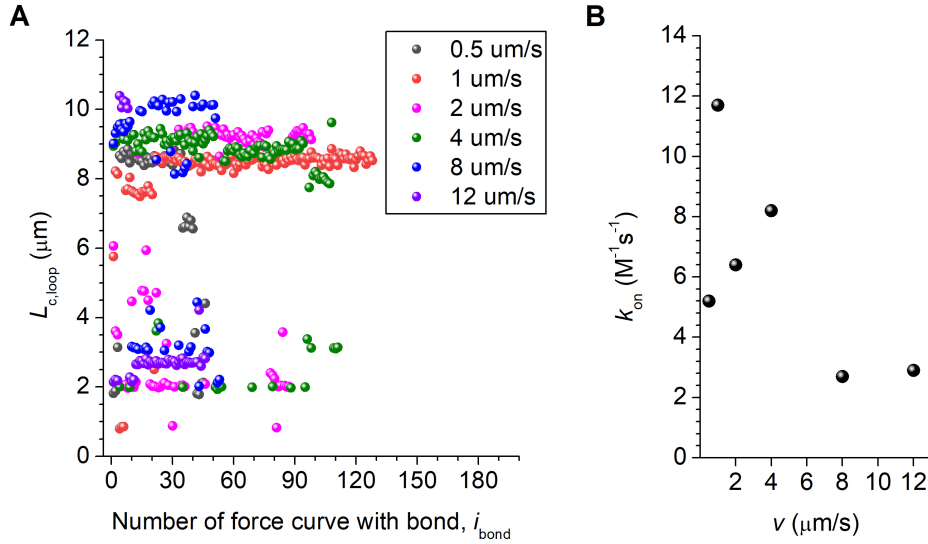 A
12
10
8
6
4
2
0
L c,loop (μm)
0 30 60 90 120 150 180
Number of force curve with bond, i bond
0.5 um/s
1 um/s
2 um/s
4 um/s
8 um/s
12 um/s
B
14
12
10
8
6
4
2
0
k on (M⁻¹s⁻¹)
2 4 6 8 10 12
v (μm/s)